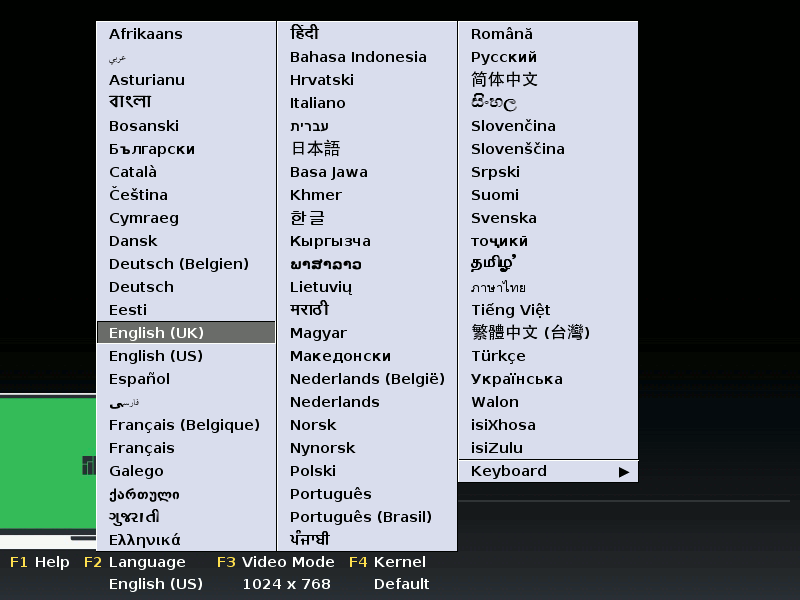 Afrikaans
عربي
Asturianu
বাংলা
Bosanski
Български
Català
Čeština
Cymraeg
Dansk
Deutsch (Belgien)
Deutsch
Eesti
English (UK)
English (US)
Español
فارسی
Français (Belgique)
Français
Galego
ქართული
ગુજરાતી
Ελληνικά
हिंदी
Bahasa Indonesia
Hrvatski
Italiano
עברית
日本語
Basa Jawa
Khmer
한글
Кыргызча
ພາສາລາວ
Lietuvių
मराठी
Magyar
Македонски
Nederlands (België)
Nederlands
Norsk
Nynorsk
Polski
Português
Português (Brasil)
ਪੰਜਾਬੀ
Română
Русский
简体中文
සිංහල
Slovenčina
Slovenščina
Srpski
Suomi
Svenska
тоҷикӣ
தமிழ்
ภาษาไทย
Tiếng Việt
繁體中文 (台灣)
Türkçe
Українська
Walon
isiXhosa
isiZulu
Keyboard
F1 Help F2 Language F3 Video Mode F4 Kernel
English (US) 1024 x 768 Default